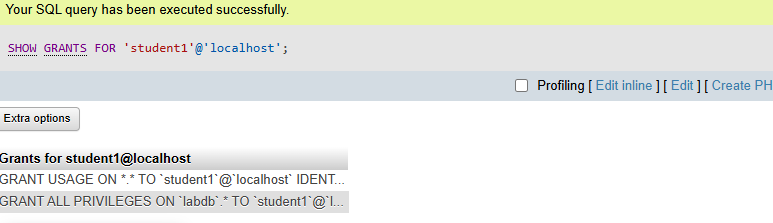 Your SQL query has been executed successfully.
SHOW GRANTS FOR 'student1'@'localhost';
Profiling [ Edit inline ] [ Edit ] [ Create PH
Extra options
Grants for student1@localhost
GRANT USAGE ON *.* TO `student1`@`localhost` IDENT...
GRANT ALL PRIVILEGES ON `labdb`.* TO `student1`@`l...